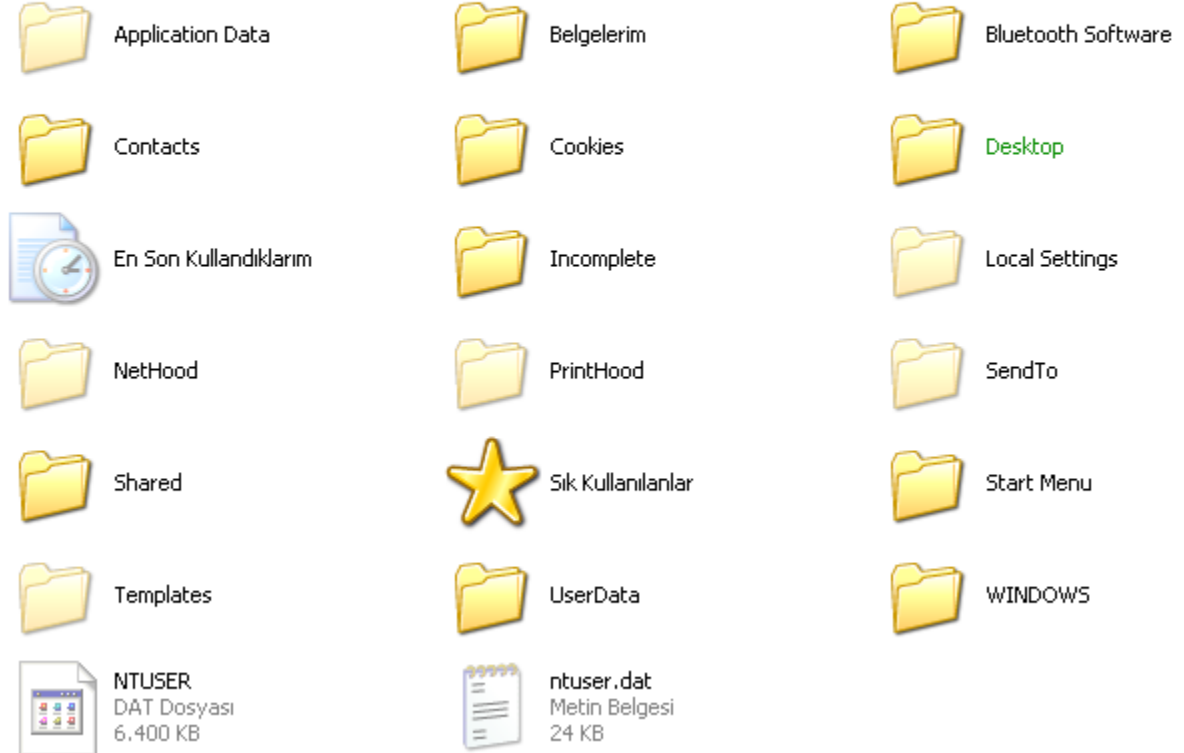 Application Data
Belgelerim
Bluetooth Software
Contacts
Cookies
Desktop
En Son Kullandıklarım
Incomplete
Local Settings
NetHood
PrintHood
SendTo
Shared
Sık Kullanılanlar
Start Menu
Templates
UserData
WINDOWS
NTUSER
DAT Dosyası
6.400 KB
ntuser.dat
Metin Belgesi
24 KB